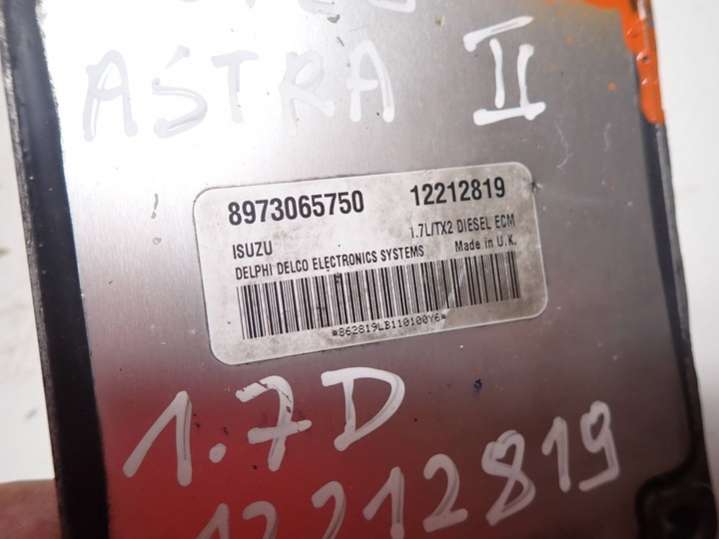 ASTRA II
8973065750 12212819
ISUZU 1.7L/TX2 DIESEL ECM
DELPHI DELCO ELECTRONICS SYSTEMS Made in U.K.
*862819LB110100Y6*
1.7D
12212819